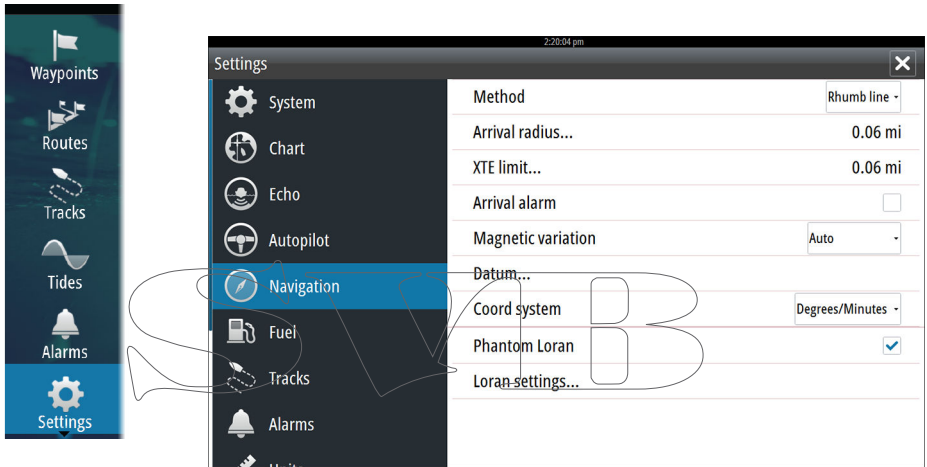 Waypoints
Routes
Tracks
Tides
Alarms
Settings
2:20:04 pm
Settings
System
Chart
Echo
Autopilot
Navigation
Fuel
Tracks
Alarms
Method Rhumb line
Arrival radius... 0.06 mi
XTE limit... 0.06 mi
Arrival alarm
Magnetic variation Auto
Datum...
Coord system Degrees/Minutes
Phantom Loran
Loran settings...
SVB